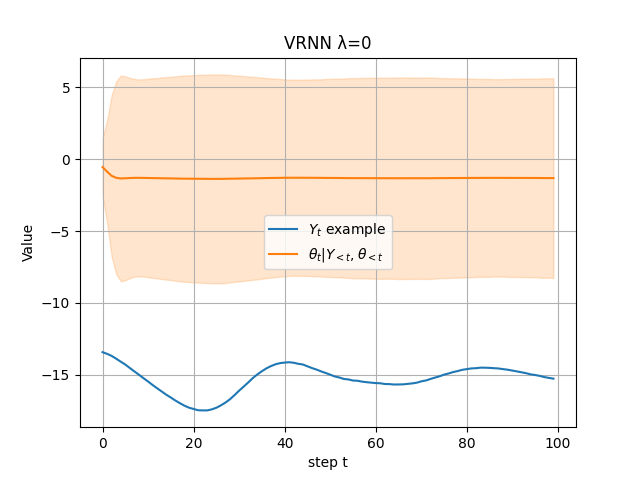 VRNN λ=0
Value
5
0
−5
−10
−15
Y_t example
θ_t|Y_{<t}, θ_{<t}
0
20
40
60
80
100
step t